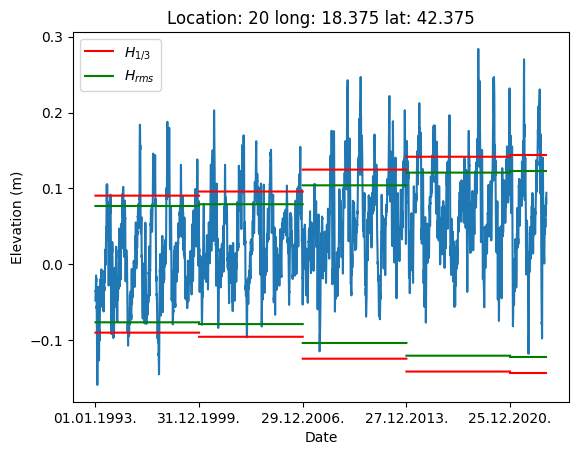 Location: 20 long: 18.375 lat: 42.375
0.3
0.2
0.1
0.0
−0.1
Elevation (m)
H1/3
Hrms
01.01.1993. 31.12.1999. 29.12.2006. 27.12.2013. 25.12.2020.
Date